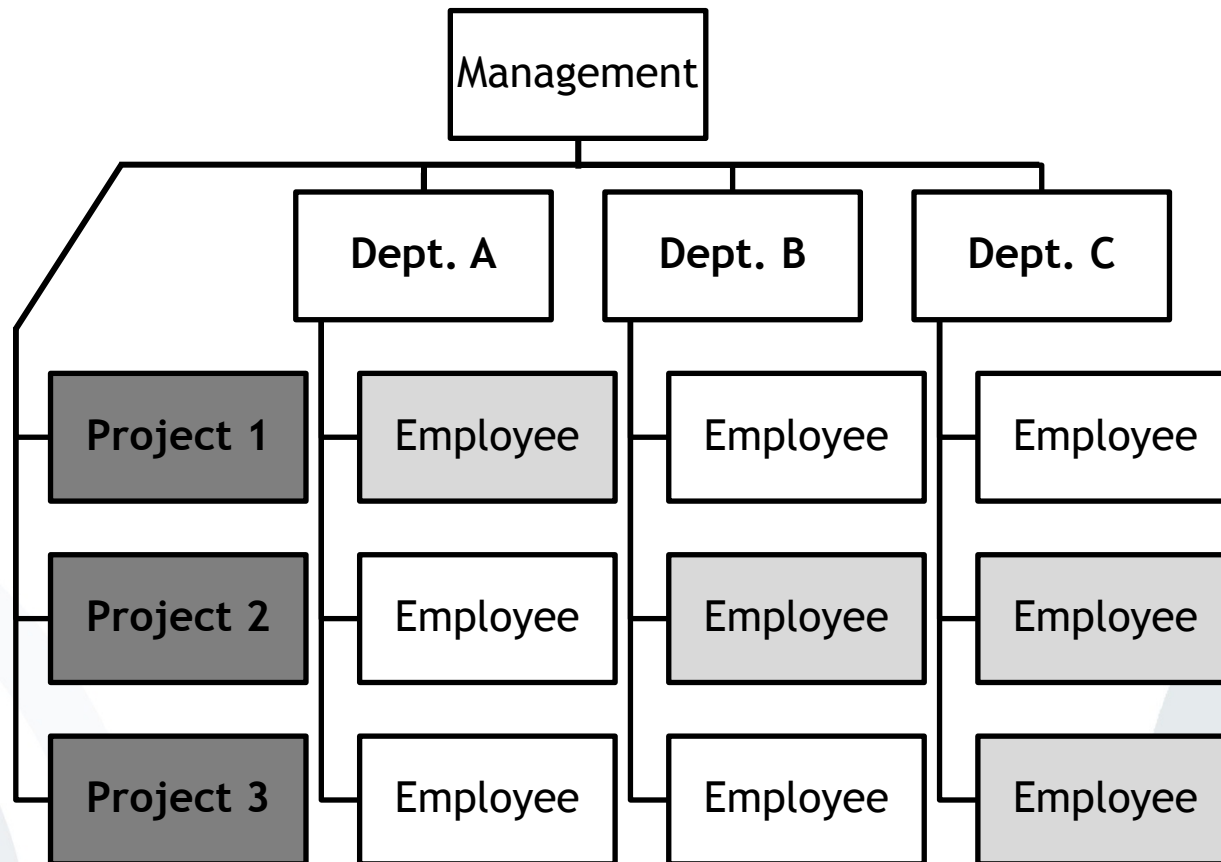 Management
Dept. A
Dept. B
Dept. C
Project 1
Employee
Employee
Employee
Project 2
Employee
Employee
Employee
Project 3
Employee
Employee
Employee